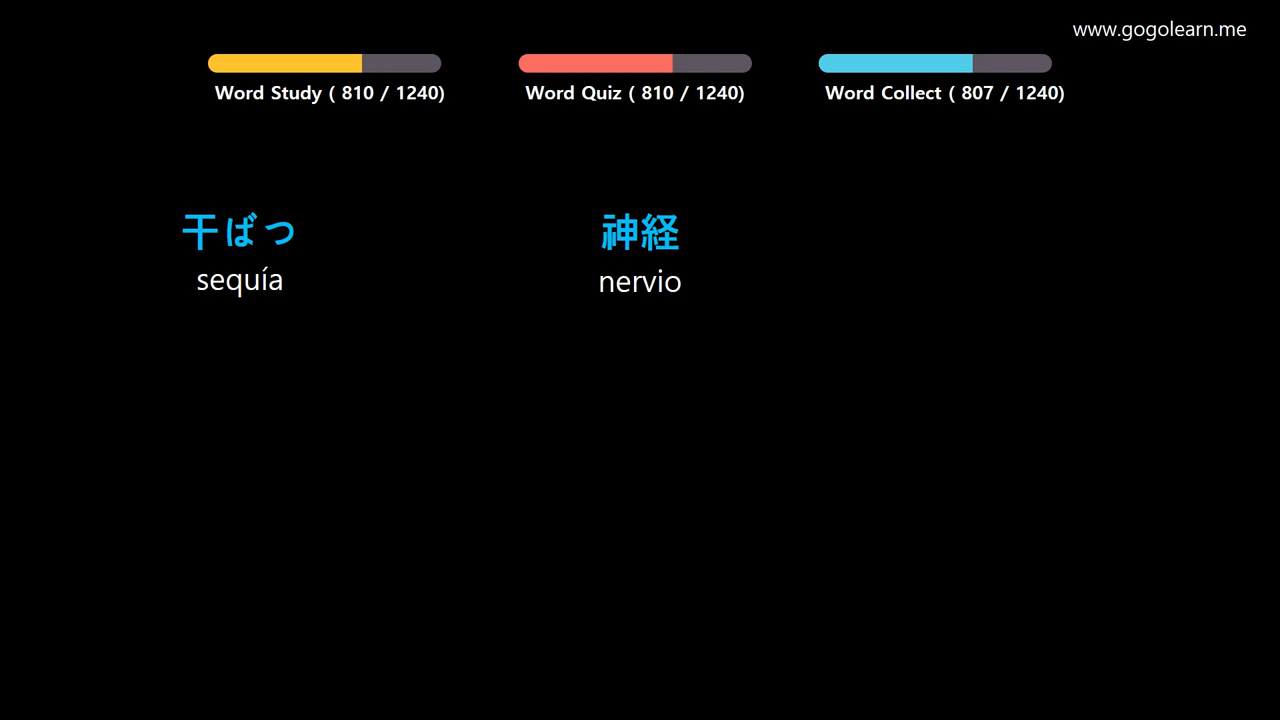 www.gogolearn.me
Word Study ( 810 / 1240)
Word Quiz ( 810 / 1240)
Word Collect ( 807 / 1240)
干ばつ
sequía
神経
nervio